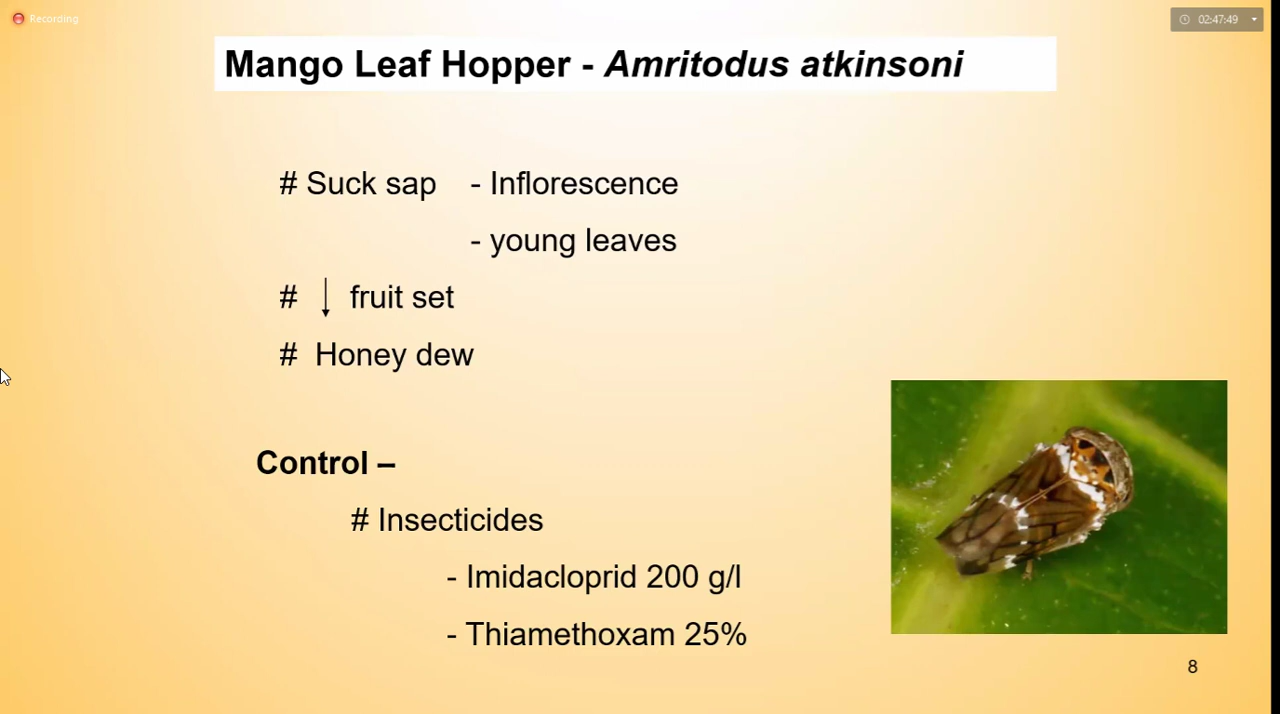 Recording
02:47:49
Mango Leaf Hopper - Amritodus atkinsoni
# Suck sap - Inflorescence
- young leaves
# ↓ fruit set
# Honey dew
Control –
# Insecticides
- Imidacloprid 200 g/l
- Thiamethoxam 25%
8